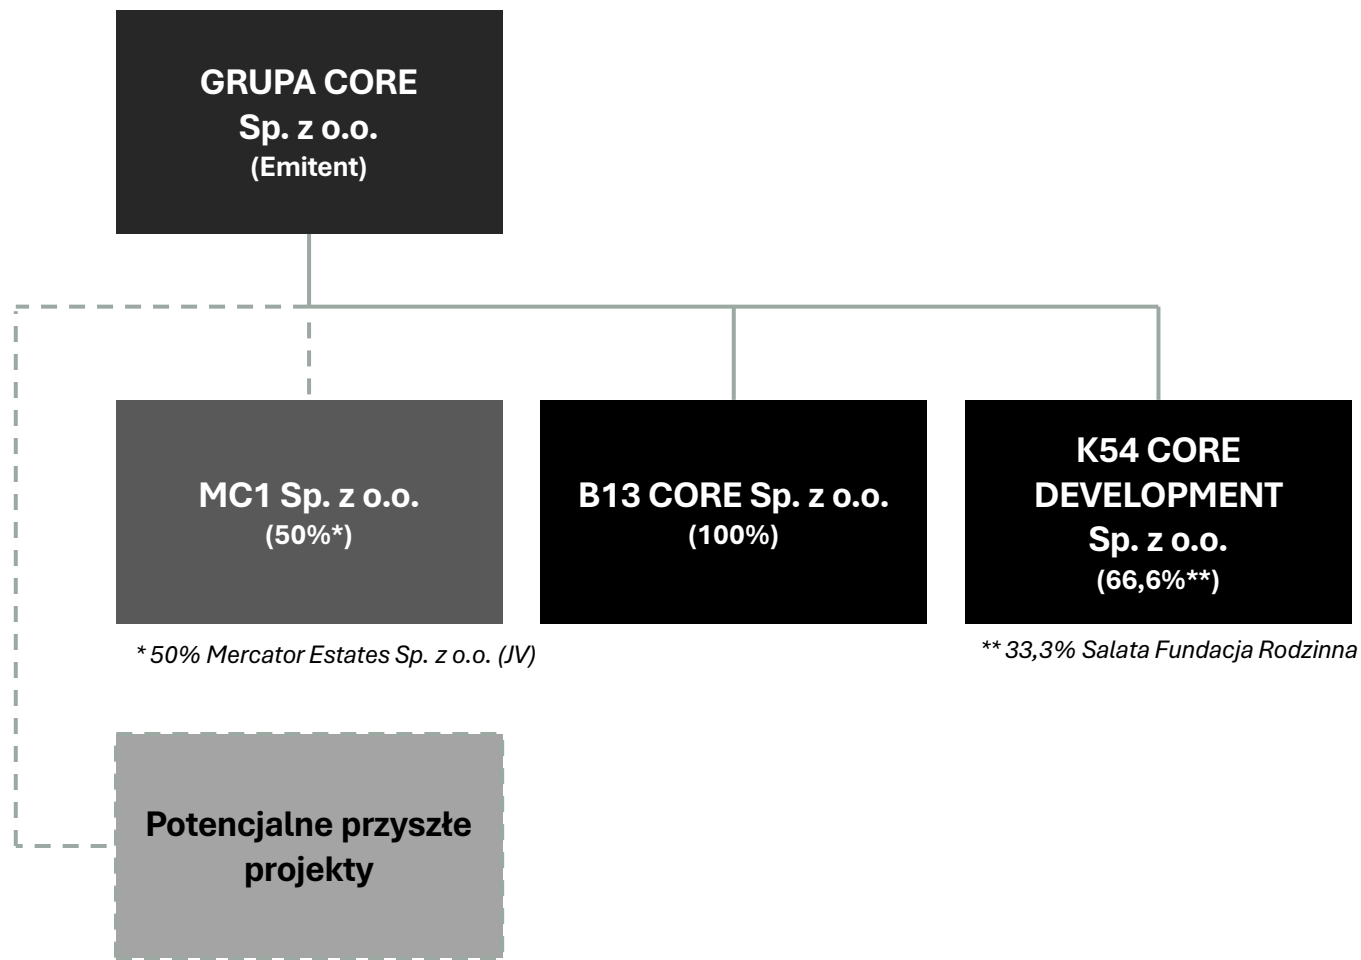 GRUPA CORE
Sp. z o.o.
(Emitent)
MC1 Sp. z o.o.
(50%*)
B13 CORE Sp. z o.o.
(100%)
K54 CORE
DEVELOPMENT
Sp. z o.o.
(66,6%**)
* 50% Mercator Estates Sp. z o.o. (JV)
** 33,3% Salata Fundacja Rodzinna
Potencjalne przyszłe
projekty